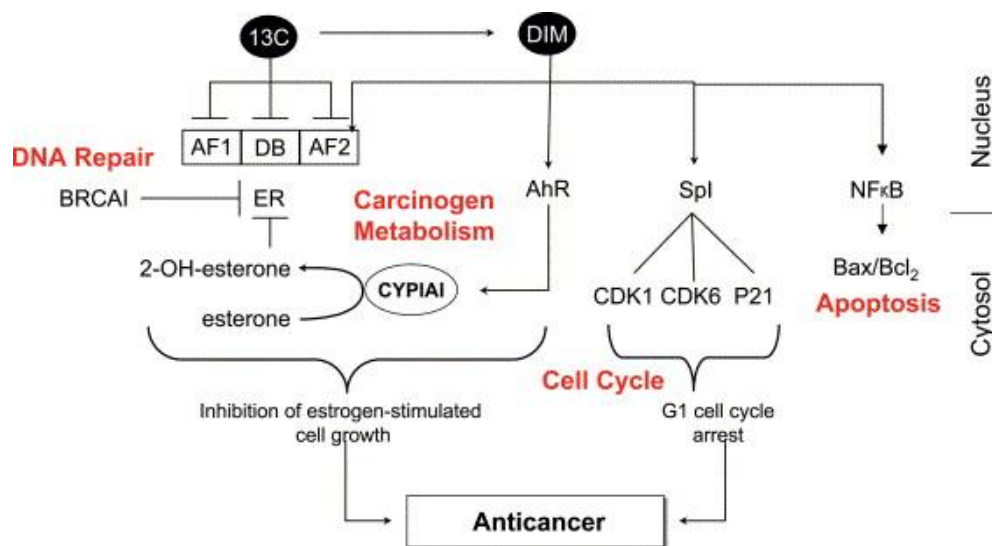 13C
DIM
AF1 DB AF2
DNA Repair
BRCAI
ER
Carcinogen
Metabolism
AhR
SpI
NFκB
Nucleus
2-OH-esterone
CYPIAI
esterone
CDK1 CDK6 P21
Bax/Bcl2
Apoptosis
Cytosol
Cell Cycle
Inhibition of estrogen-stimulated
cell growth
G1 cell cycle
arrest
Anticancer